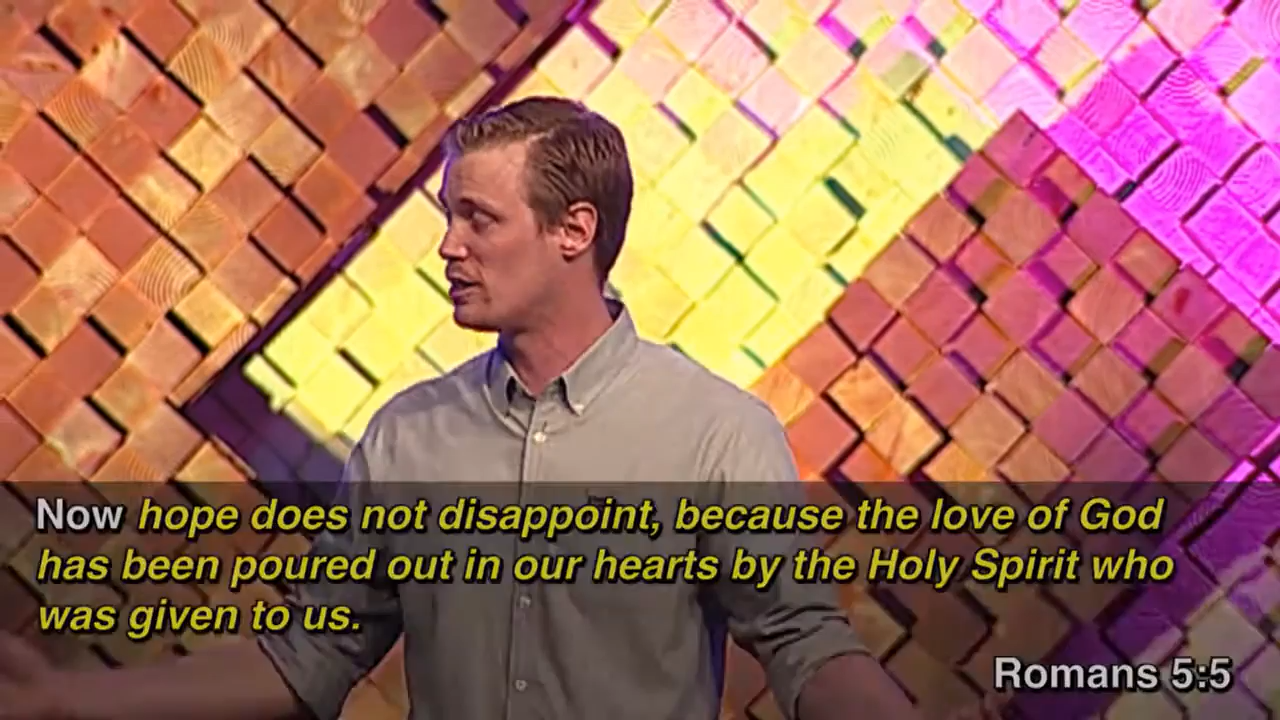 Now hope does not disappoint, because the love of God
has been poured out in our hearts by the Holy Spirit who
was given to us.
Romans 5:5